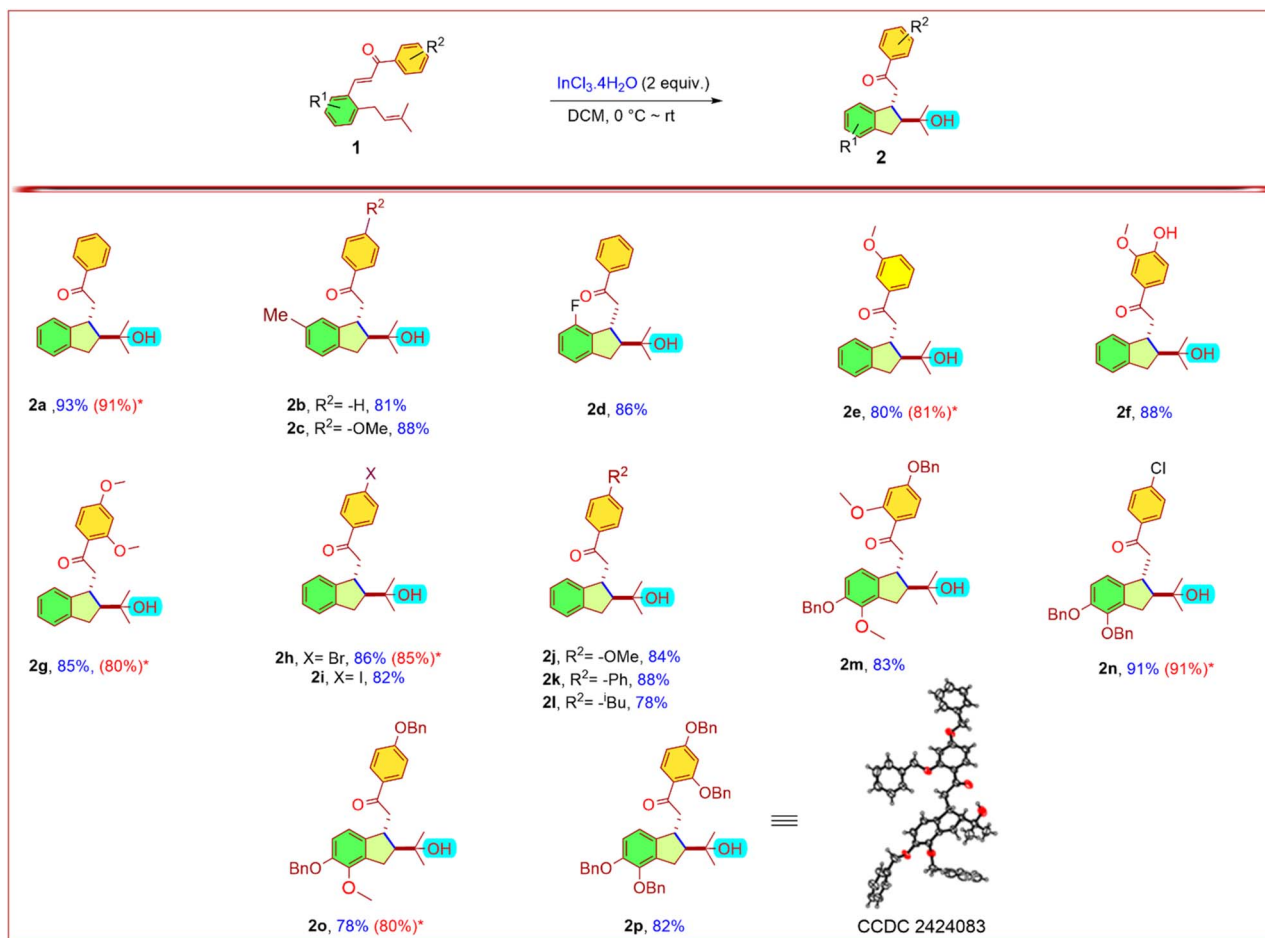 O
R²
R¹
1
InCl₃.4H₂O (2 equiv.)
DCM, 0 °C ~ rt
R²
O
OH
R¹
2
O
OH
2a ,93% (91%)*
R²
O
Me
OH
2b, R²= -H, 81%
2c, R²= -OMe, 88%
O
F
OH
2d, 86%
O
O
OH
2e, 80% (81%)*
OH
O
O
OH
2f, 88%
O
O
O
OH
2g, 85%, (80%)*
X
O
OH
2h, X= Br, 86% (85%)*
2i, X= I, 82%
R²
O
OH
2j, R²= -OMe, 84%
2k, R²= -Ph, 88%
2l, R²= -ⁱBu, 78%
OBn
O
O
OH
BnO
O
2m, 83%
Cl
O
OH
BnO
OBn
2n, 91% (91%)*
OBn
O
OH
BnO
O
2o, 78% (80%)*
OBn
O
OBn
OH
BnO
OBn
2p, 82%
CCDC 2424083